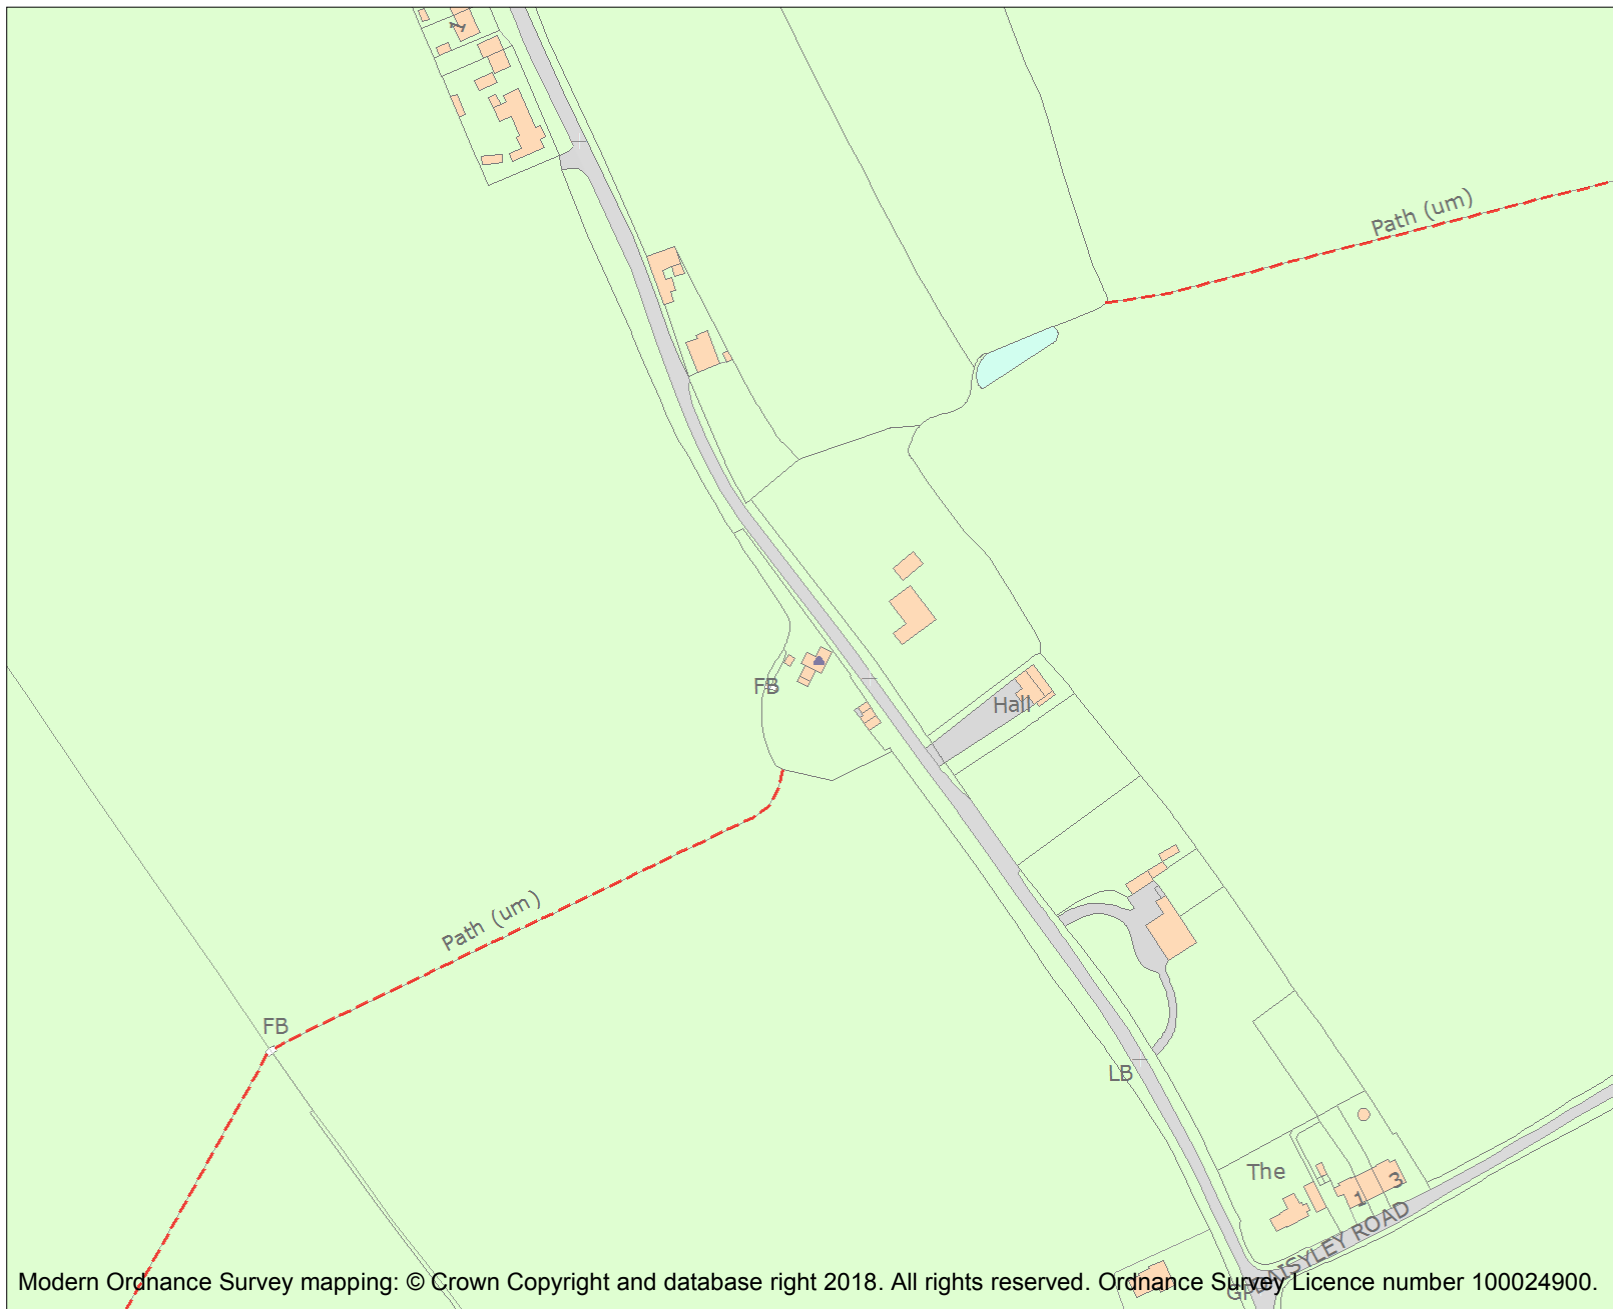 1
Path (um)
FB
Hall
Path (um)
FB
LB
The
1
3
Modern Ordnance Survey mapping: © Crown Copyright and database right 2018. All rights reserved. Ordnance Survey Licence number 100024900.